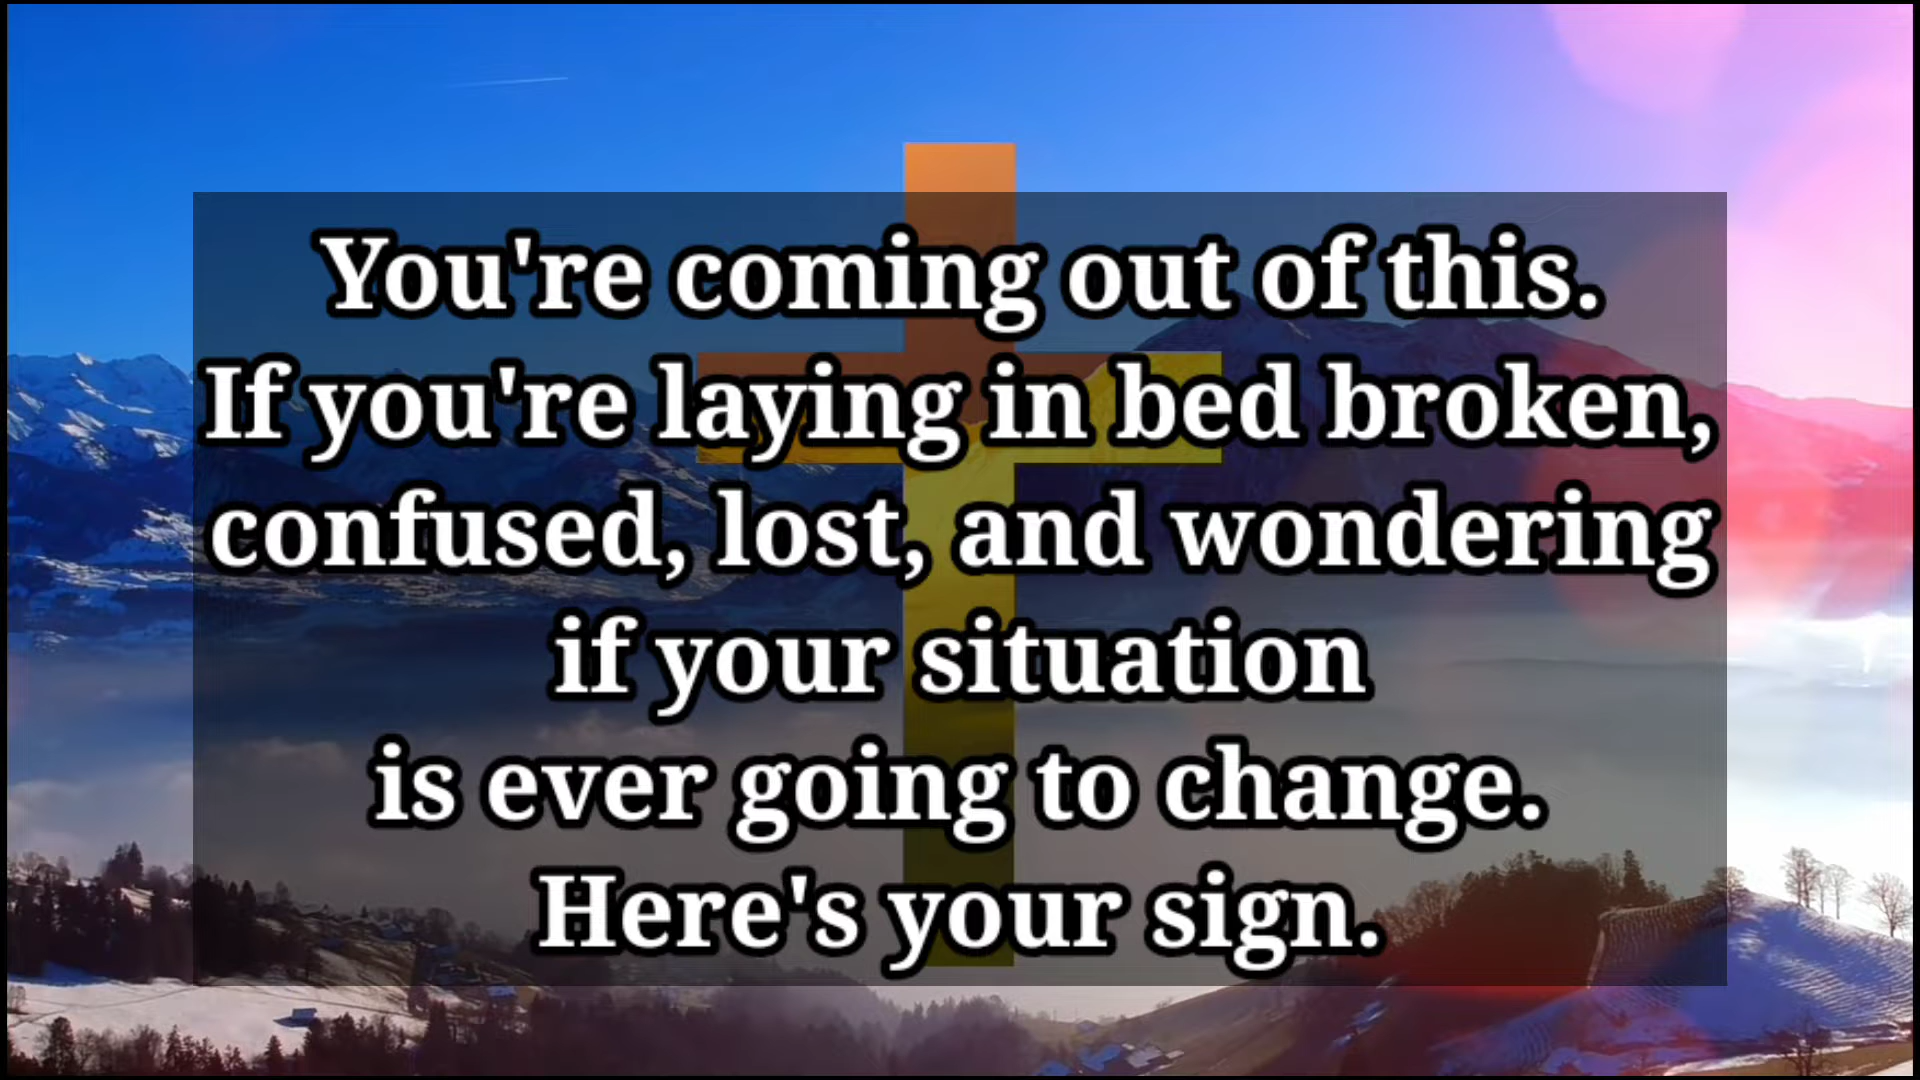 You're coming out of this.
If you're laying in bed broken,
confused, lost, and wondering
if your situation
is ever going to change.
Here's your sign.